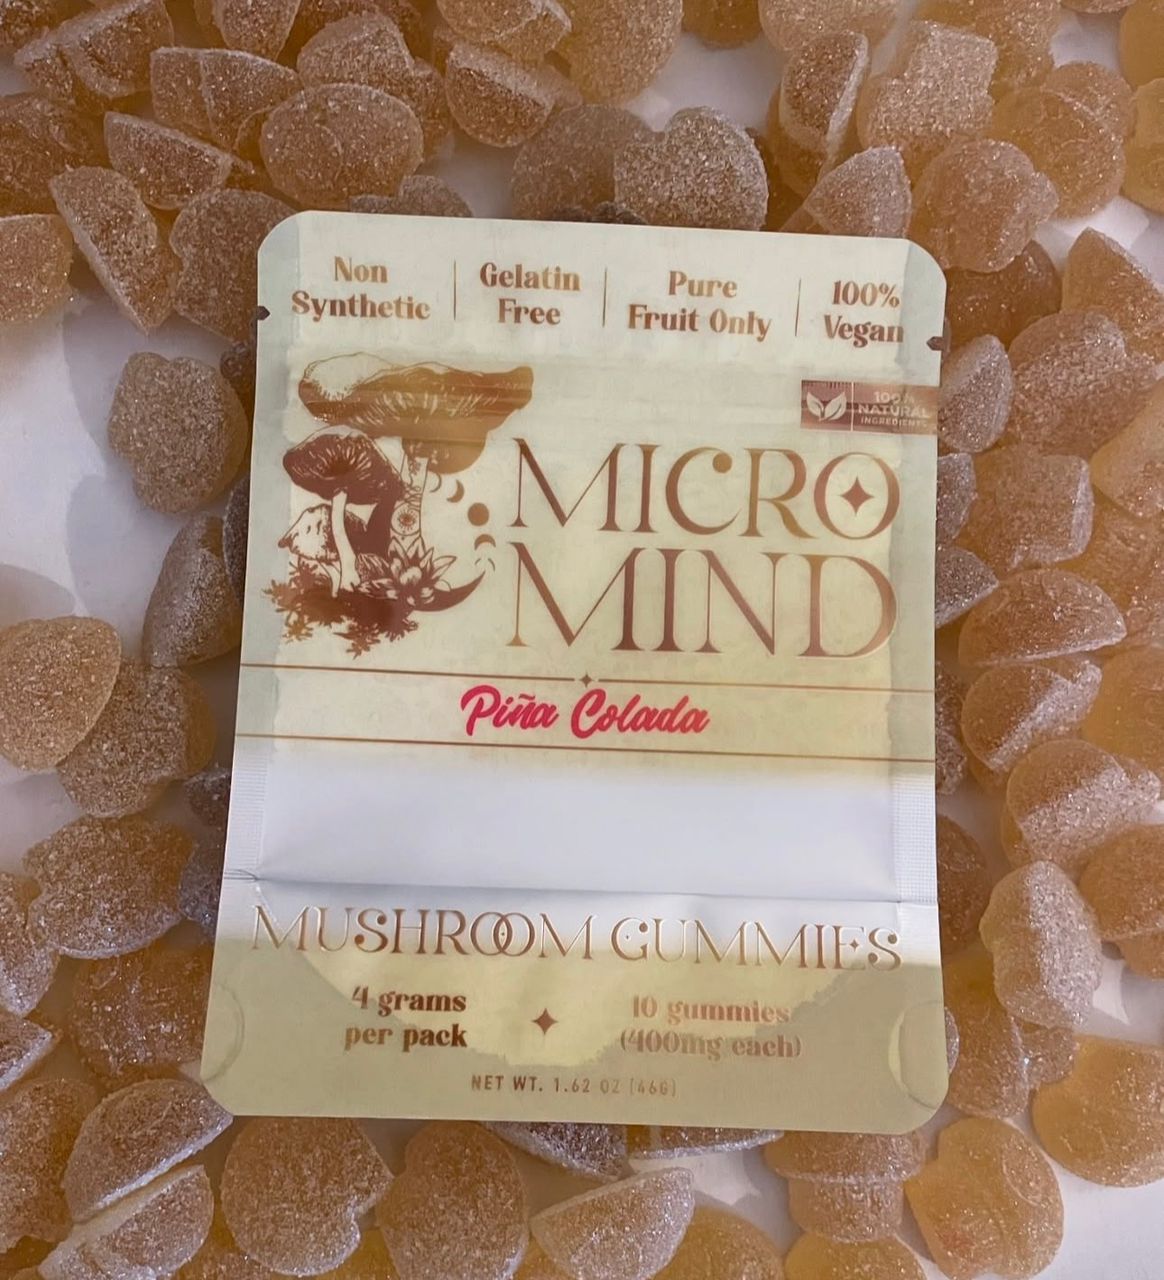 Non Synthetic
Gelatin Free
Pure Fruit Only
100% Vegan
100% NATURAL INGREDIENTS
MICRO
MIND
Piña Colada
MUSHROOM GUMMIES
4 grams per pack
10 gummies (400mg each)
NET WT. 1.62 OZ (46G)